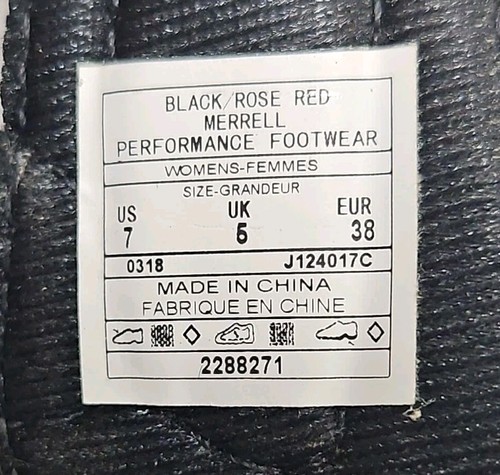 BLACK/ROSE RED
MERRELL
PERFORMANCE FOOTWEAR
WOMENS-FEMMES
SIZE-GRANDEUR
US UK EUR
7 5 38
0318 J124017C
MADE IN CHINA
FABRIQUE EN CHINE
2288271